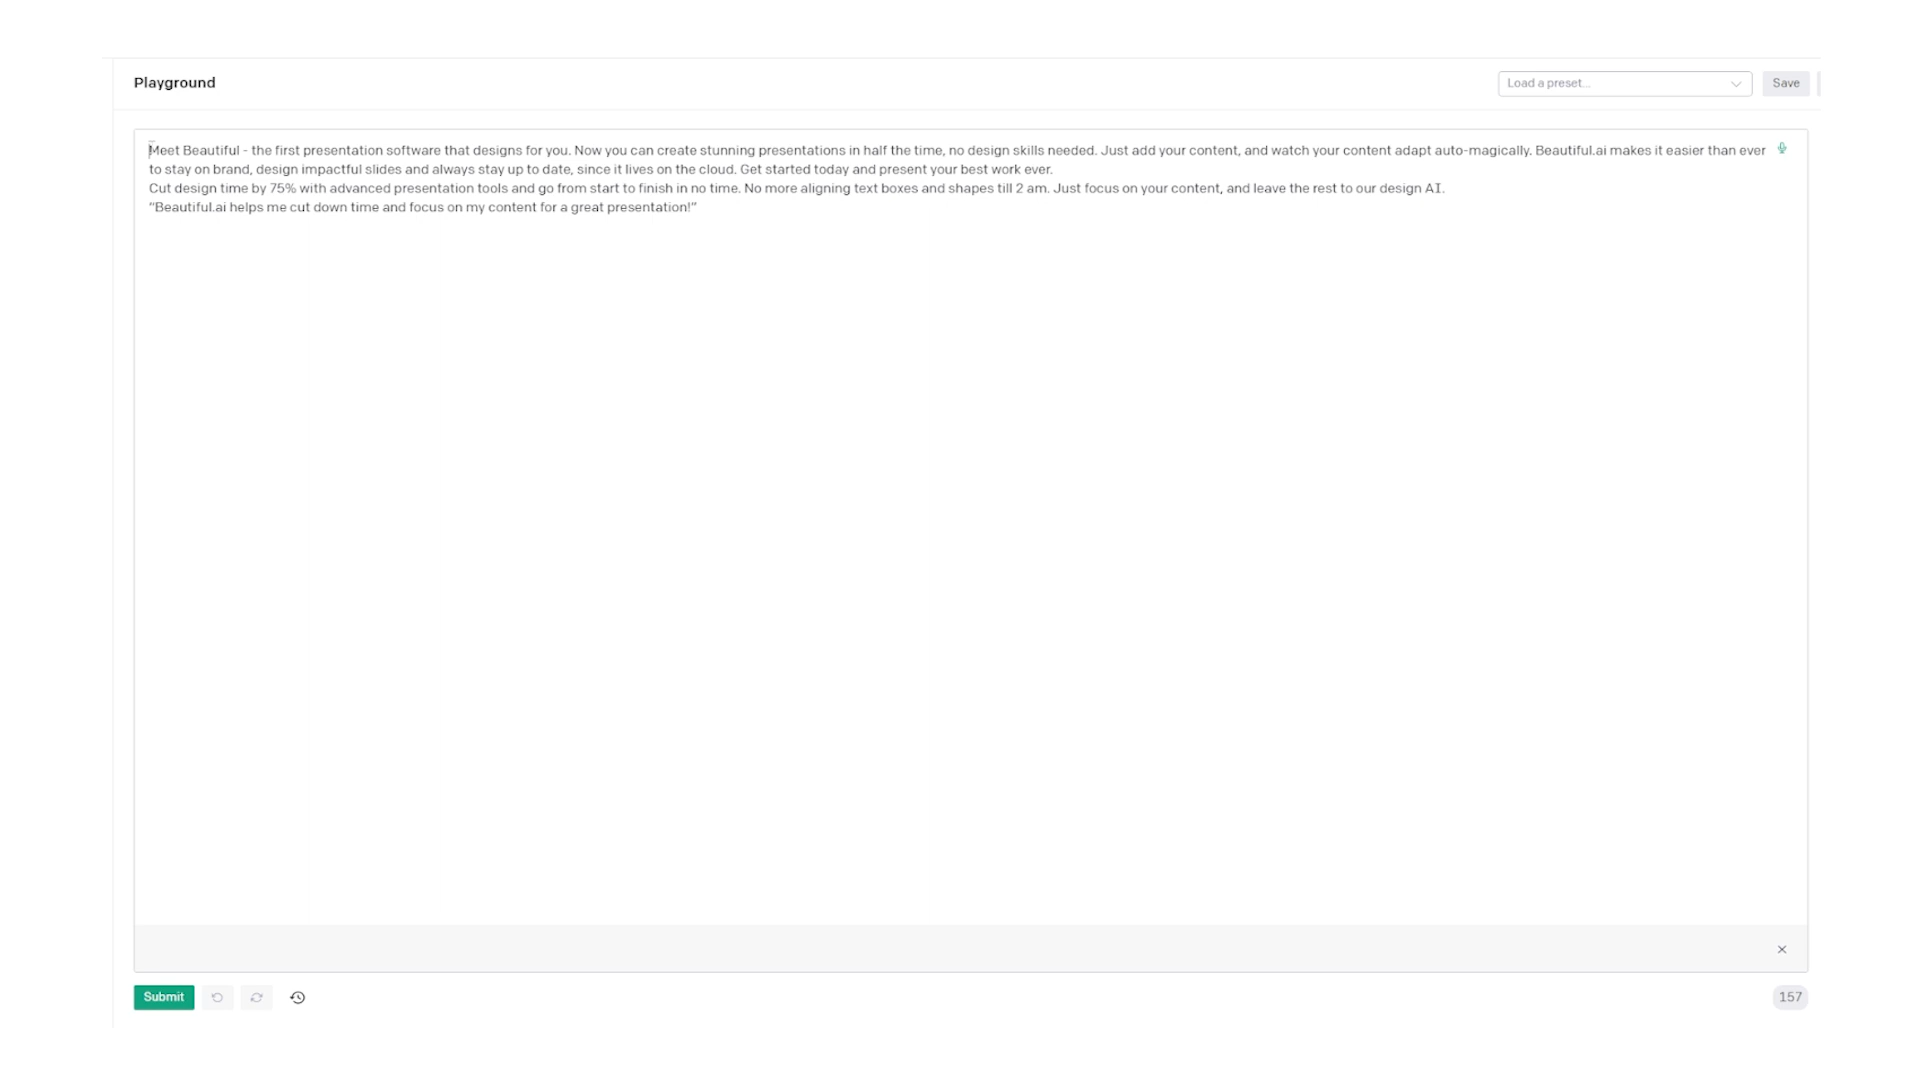 Playground
Load a preset...
Save
Meet Beautiful - the first presentation software that designs for you. Now you can create stunning presentations in half the time, no design skills needed. Just add your content, and watch your content adapt auto-magically. Beautiful.ai makes it easier than ever
to stay on brand, design impactful slides and always stay up to date, since it lives on the cloud. Get started today and present your best work ever.
Cut design time by 75% with advanced presentation tools and go from start to finish in no time. No more aligning text boxes and shapes till 2 am. Just focus on your content, and leave the rest to our design AI.
“Beautiful.ai helps me cut down time and focus on my content for a great presentation!”
Submit
157